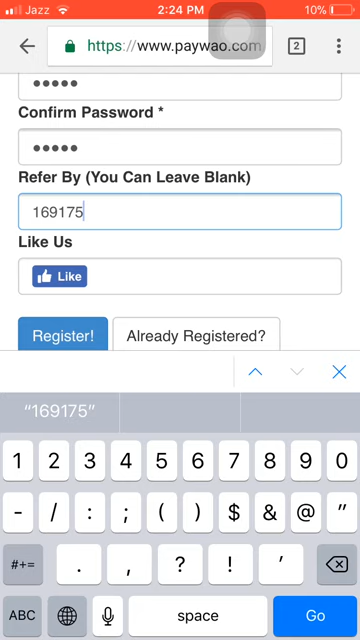 Jazz 2:24 PM 10%
https://www.paywao.com 2
Confirm Password *
Refer By (You Can Leave Blank)
169175
Like Us
Like
Register! Already Registered?
“169175”
1 2 3 4 5 6 7 8 9 0
- / : ; ( ) $ & @ "
#+= . , ? ! '
ABC space Go